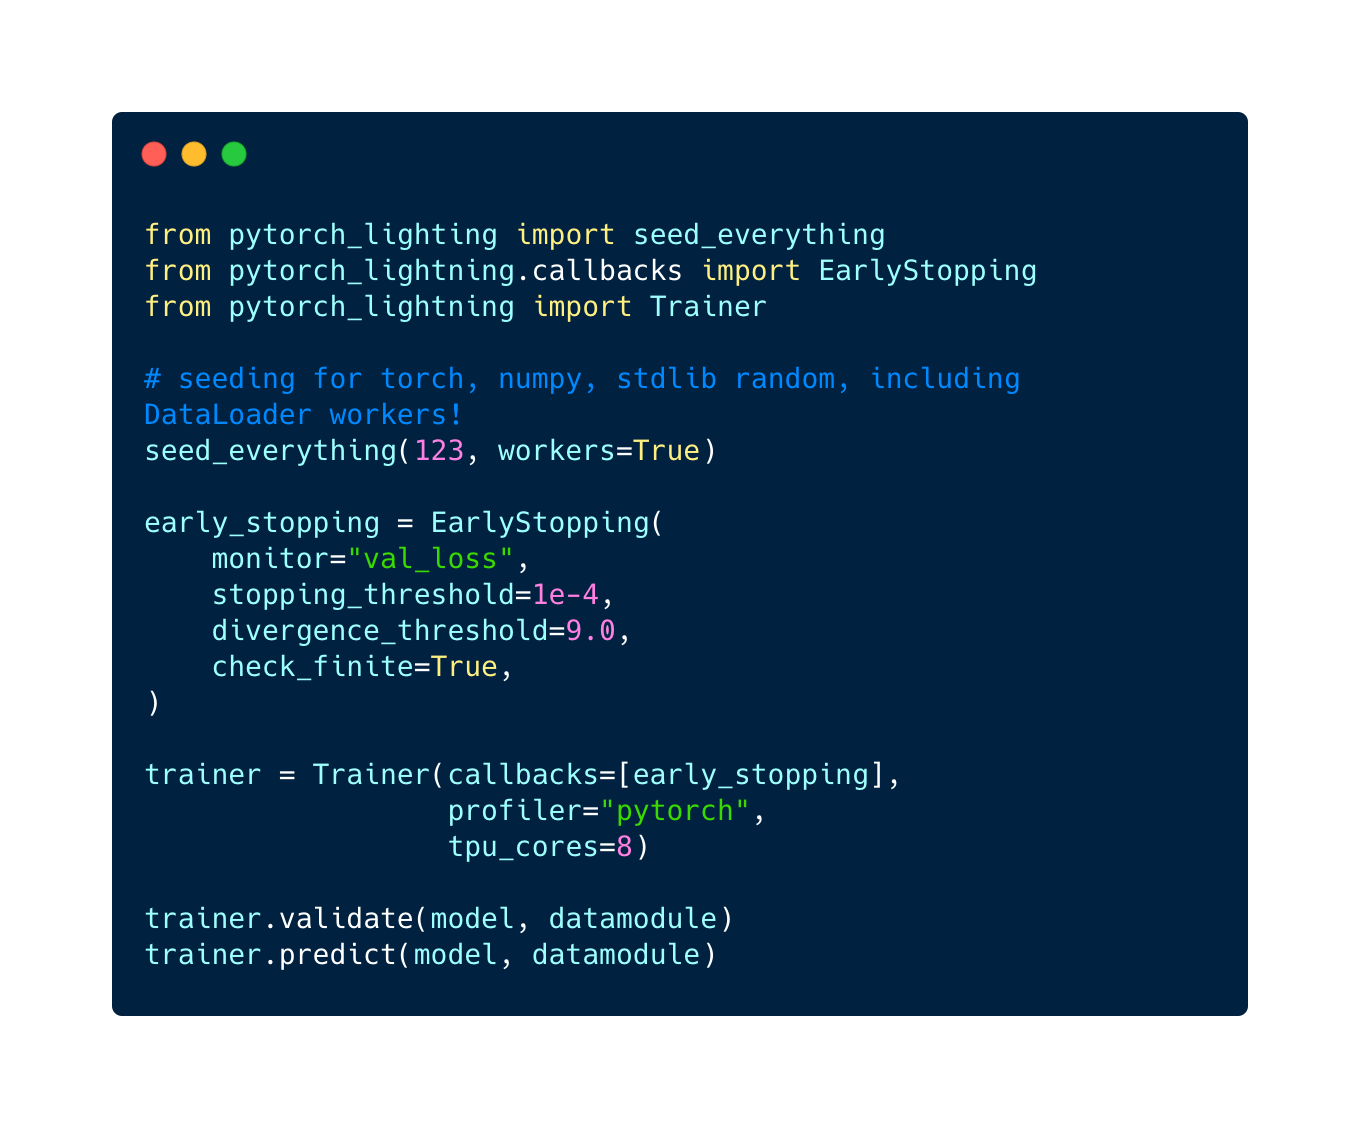 from pytorch_lighting import seed_everything
from pytorch_lightning.callbacks import EarlyStopping
from pytorch_lightning import Trainer

# seeding for torch, numpy, stdlib random, including
DataLoader workers!
seed_everything(123, workers=True)

early_stopping = EarlyStopping(
    monitor="val_loss",
    stopping_threshold=1e-4,
    divergence_threshold=9.0,
    check_finite=True,
)

trainer = Trainer(callbacks=[early_stopping],
                  profiler="pytorch",
                  tpu_cores=8)

trainer.validate(model, datamodule)
trainer.predict(model, datamodule)